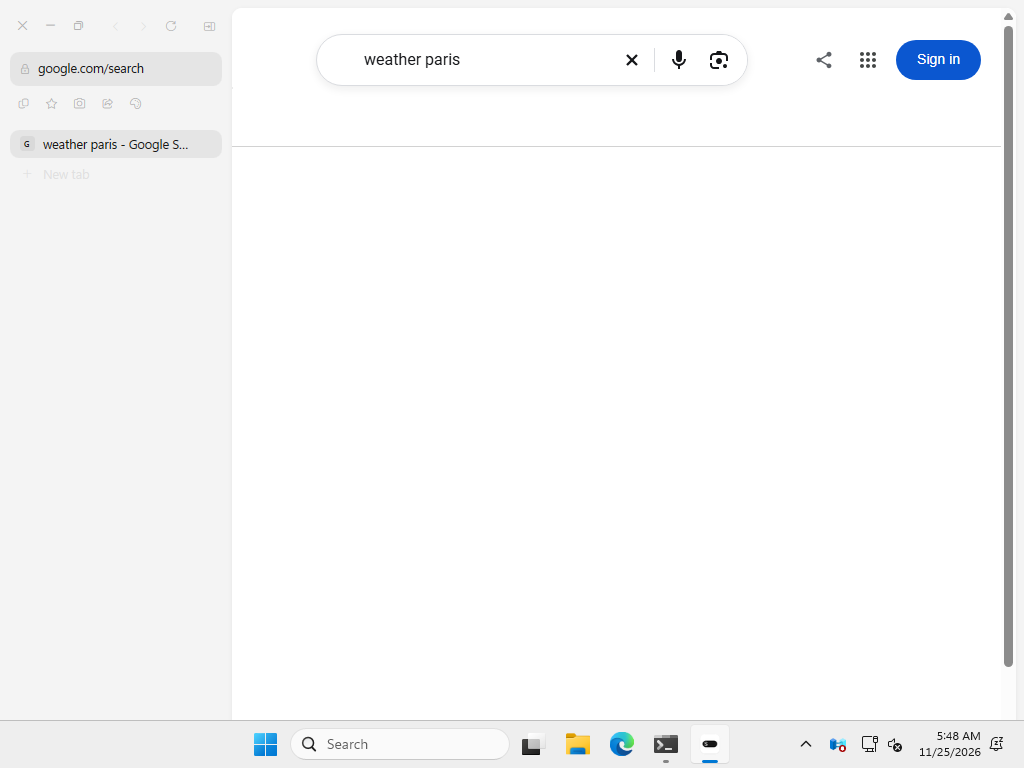 google.com/search
G weather paris - Google S...
New tab
weather paris
Sign in
Search
5:48 AM
11/25/2026